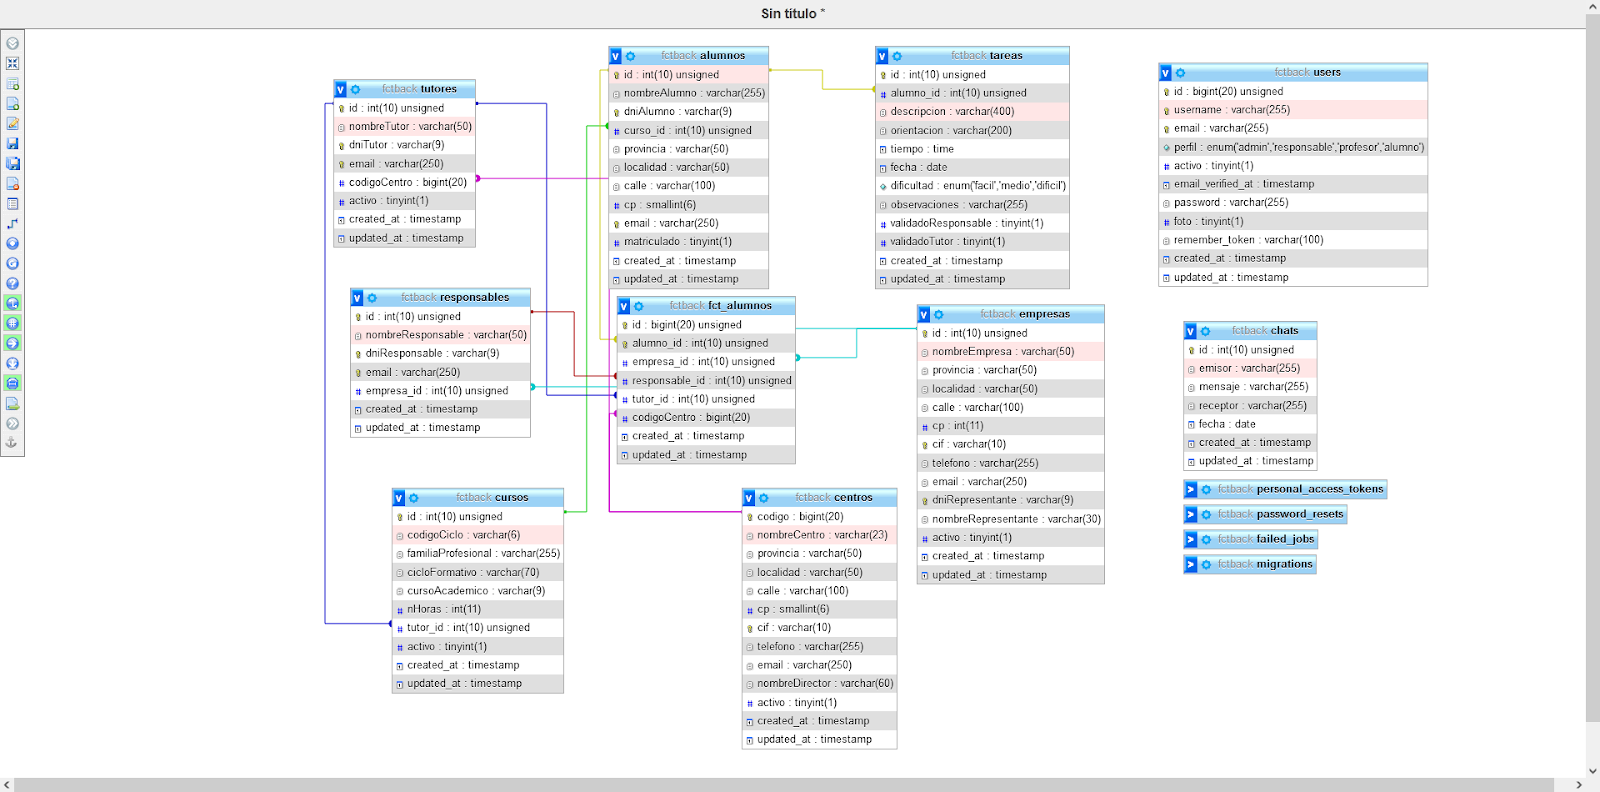 Sin título *
fctback tutores
id : int(10) unsigned
nombreTutor : varchar(50)
dniTutor : varchar(9)
email : varchar(250)
codigoCentro : bigint(20)
activo : tinyint(1)
created_at : timestamp
updated_at : timestamp
fctback alumnos
id : int(10) unsigned
nombreAlumno : varchar(255)
dniAlumno : varchar(9)
curso_id : int(10) unsigned
provincia : varchar(50)
localidad : varchar(50)
calle : varchar(100)
cp : smallint(6)
email : varchar(250)
matriculado : tinyint(1)
created_at : timestamp
updated_at : timestamp
fctback tareas
id : int(10) unsigned
alumno_id : int(10) unsigned
descripcion : varchar(400)
orientacion : varchar(200)
tiempo : time
fecha : date
dificultad : enum('facil','medio','dificil')
observaciones : varchar(255)
validadoResponsable : tinyint(1)
validadoTutor : tinyint(1)
created_at : timestamp
updated_at : timestamp
fctback users
id : bigint(20) unsigned
username : varchar(255)
email : varchar(255)
perfil : enum('admin','responsable','profesor','alumno')
activo : tinyint(1)
email_verified_at : timestamp
password : varchar(255)
foto : tinyint(1)
remember_token : varchar(100)
created_at : timestamp
updated_at : timestamp
fctback responsables
id : int(10) unsigned
nombreResponsable : varchar(50)
dniResponsable : varchar(9)
email : varchar(250)
empresa_id : int(10) unsigned
created_at : timestamp
updated_at : timestamp
fctback fct_alumnos
id : bigint(20) unsigned
alumno_id : int(10) unsigned
empresa_id : int(10) unsigned
responsable_id : int(10) unsigned
tutor_id : int(10) unsigned
codigoCentro : bigint(20)
created_at : timestamp
updated_at : timestamp
fctback empresas
id : int(10) unsigned
nombreEmpresa : varchar(50)
provincia : varchar(50)
localidad : varchar(50)
calle : varchar(100)
cp : int(11)
cif : varchar(10)
telefono : varchar(255)
email : varchar(250)
dniRepresentante : varchar(9)
nombreRepresentante : varchar(30)
activo : tinyint(1)
created_at : timestamp
updated_at : timestamp
fctback chats
id : int(10) unsigned
emisor : varchar(255)
mensaje : varchar(255)
receptor : varchar(255)
fecha : date
created_at : timestamp
updated_at : timestamp
fctback personal_access_tokens
fctback password_resets
fctback failed_jobs
fctback migrations
fctback cursos
id : int(10) unsigned
codigoCiclo : varchar(6)
familiaProfesional : varchar(255)
cicloFormativo : varchar(70)
cursoAcademico : varchar(9)
nHoras : int(11)
tutor_id : int(10) unsigned
activo : tinyint(1)
created_at : timestamp
updated_at : timestamp
fctback centros
codigo : bigint(20)
nombreCentro : varchar(23)
provincia : varchar(50)
localidad : varchar(50)
calle : varchar(100)
cp : smallint(6)
cif : varchar(10)
telefono : varchar(255)
email : varchar(250)
nombreDirector : varchar(60)
activo : tinyint(1)
created_at : timestamp
updated_at : timestamp